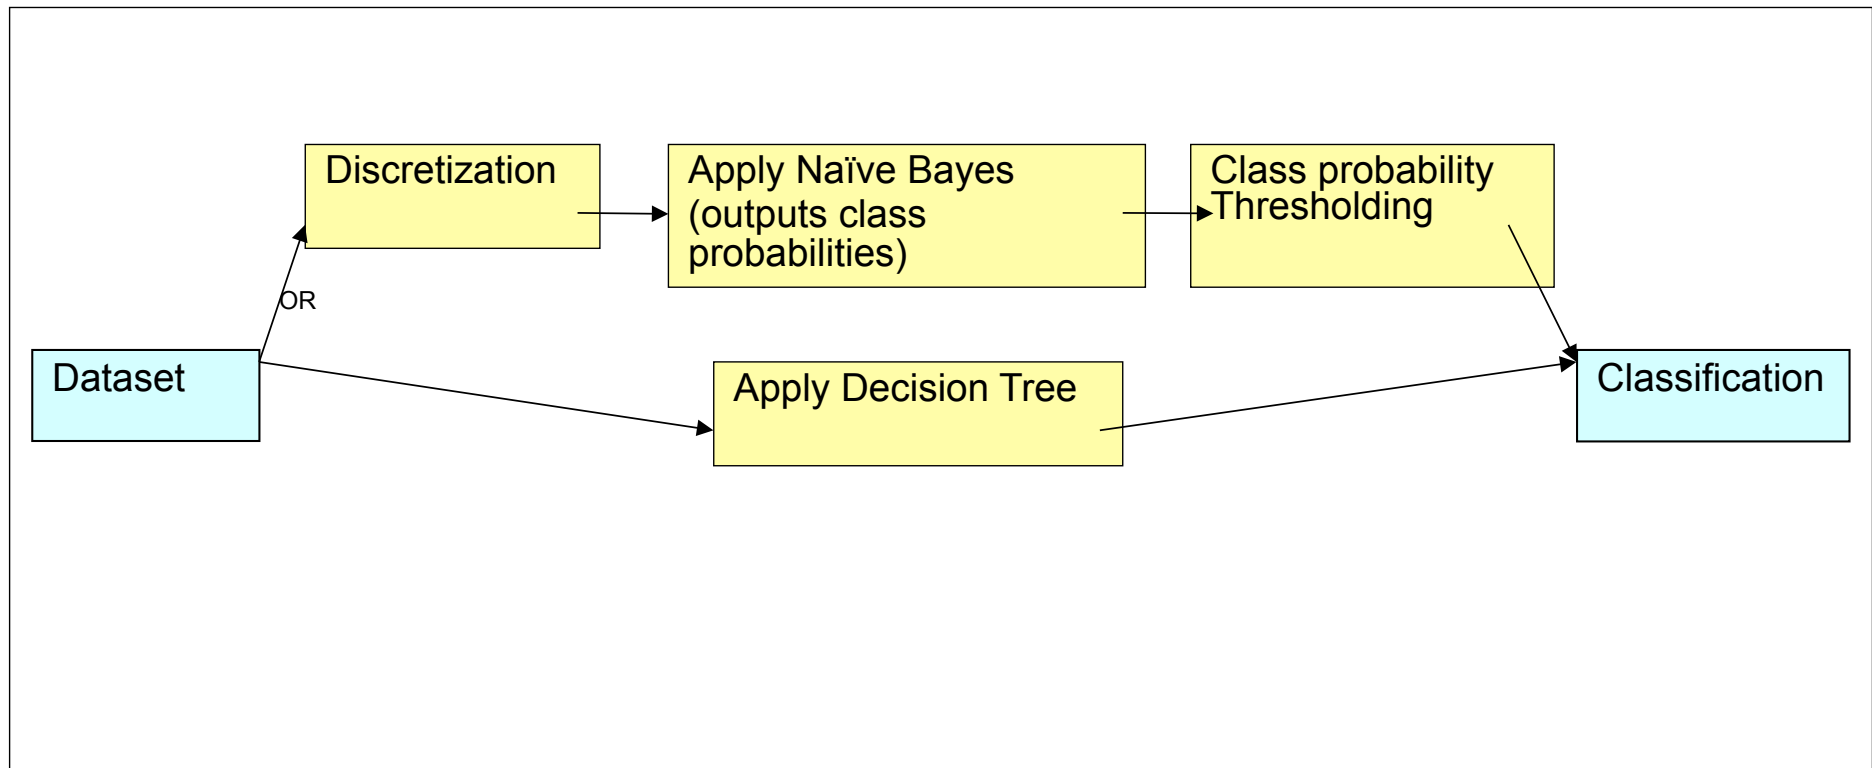 Discretization
Apply Naïve Bayes
(outputs class
probabilities)
Class probability
Thresholding
OR
Dataset
Apply Decision Tree
Classification